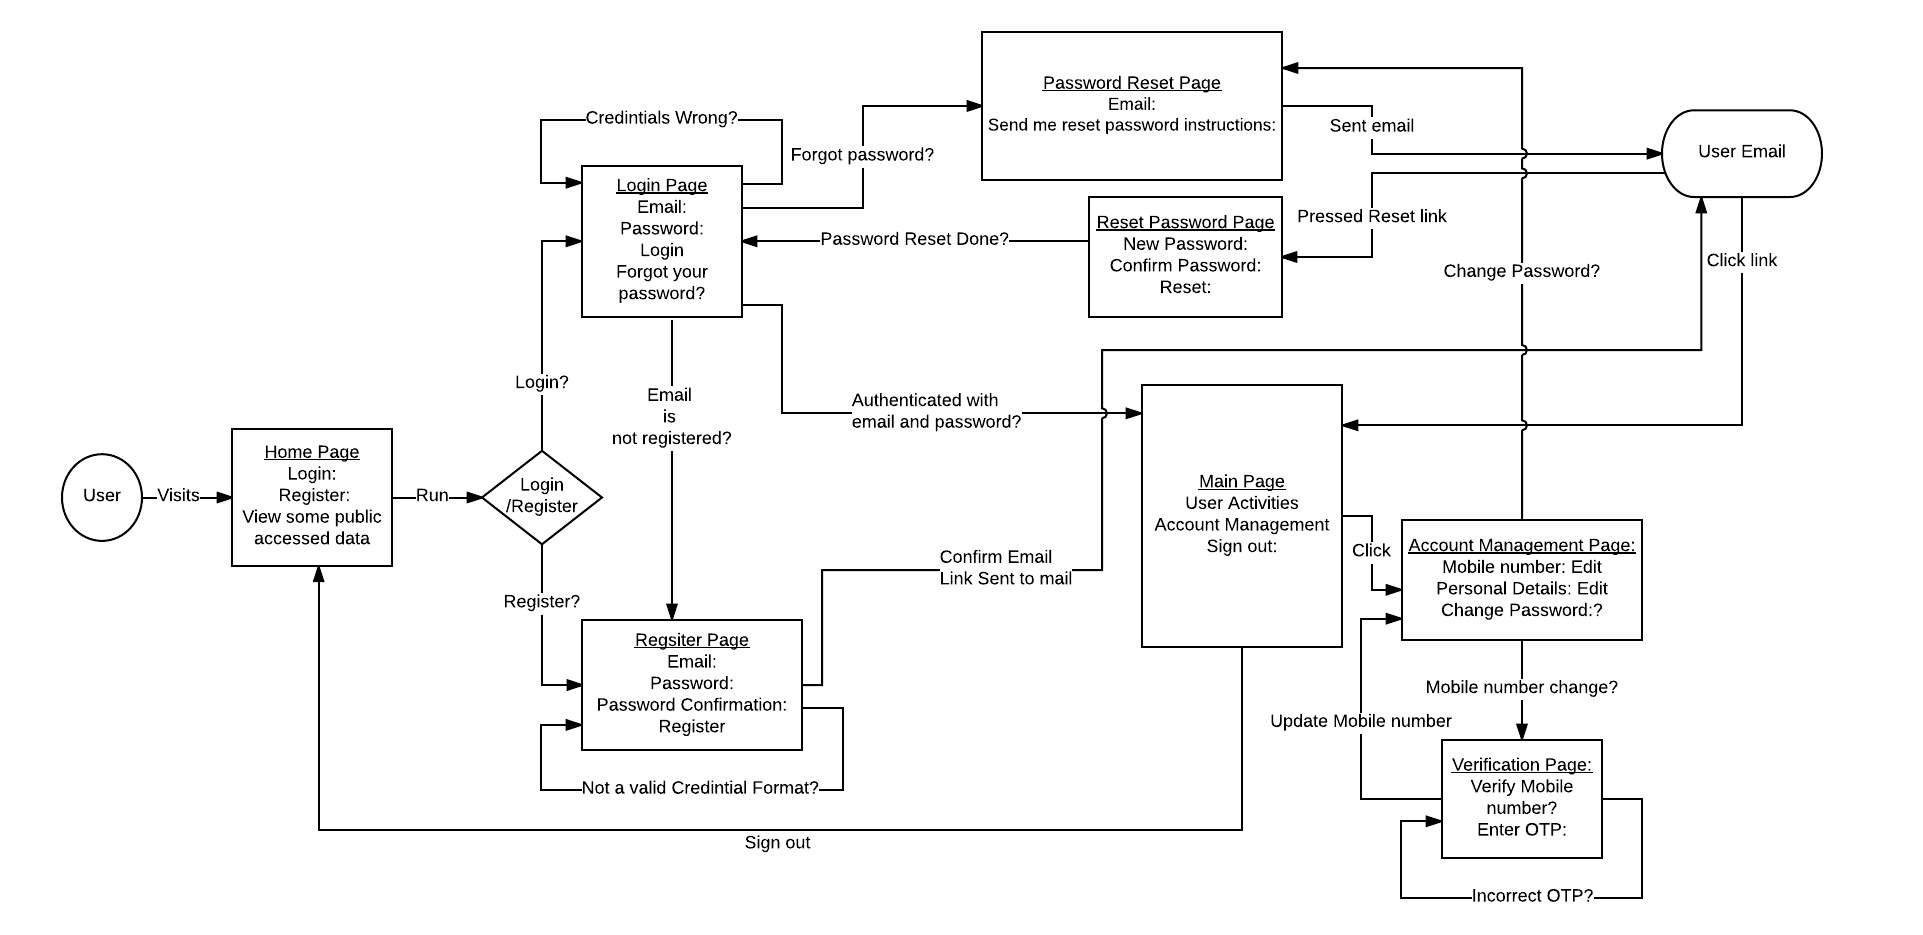 Password Reset Page
Email:
Send me reset password instructions:
Credintials Wrong?
Forgot password?
Sent email
User Email
Login Page
Email:
Password:
Login
Forgot your
password?
Password Reset Done?
Reset Password Page
New Password:
Confirm Password:
Reset:
Pressed Reset link
Change Password?
Click link
Login?
Email
is
not registered?
Authenticated with
email and password?
User
Visits
Home Page
Login:
Register:
View some public
accessed data
Run
Login
/Register
Main Page
User Activities
Account Management
Sign out:
Click
Account Management Page:
Mobile number: Edit
Personal Details: Edit
Change Password:?
Confirm Email
Link Sent to mail
Register?
Regsiter Page
Email:
Password:
Password Confirmation:
Register
Not a valid Credintial Format?
Mobile number change?
Update Mobile number
Verification Page:
Verify Mobile
number?
Enter OTP:
Sign out
Incorrect OTP?